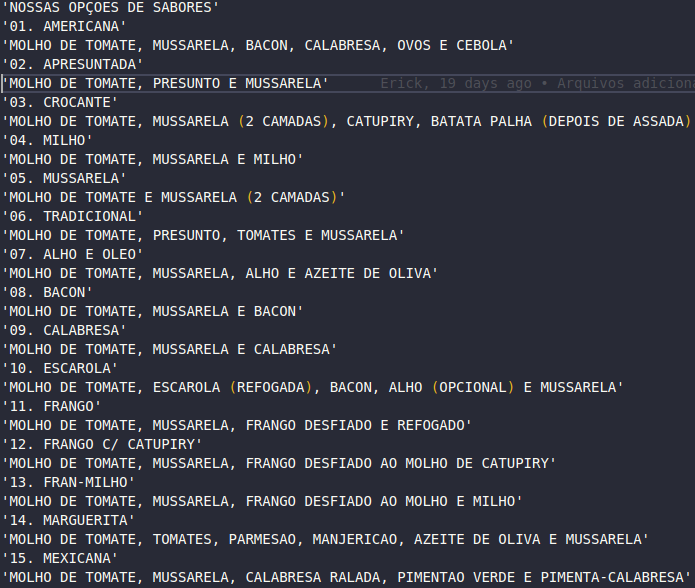 'NOSSAS OPÇOES DE SABORES'
'01. AMERICANA'
'MOLHO DE TOMATE, MUSSARELA, BACON, CALABRESA, OVOS E CEBOLA'
'02. APRESUNTADA'
'MOLHO DE TOMATE, PRESUNTO E MUSSARELA' Erick, 19 days ago • Arquivos adiciona
'03. CROCANTE'
'MOLHO DE TOMATE, MUSSARELA (2 CAMADAS), CATUPIRY, BATATA PALHA (DEPOIS DE ASSADA)
'04. MILHO'
'MOLHO DE TOMATE, MUSSARELA E MILHO'
'05. MUSSARELA'
'MOLHO DE TOMATE E MUSSARELA (2 CAMADAS)'
'06. TRADICIONAL'
'MOLHO DE TOMATE, PRESUNTO, TOMATES E MUSSARELA'
'07. ALHO E OLEO'
'MOLHO DE TOMATE, MUSSARELA, ALHO E AZEITE DE OLIVA'
'08. BACON'
'MOLHO DE TOMATE, MUSSARELA E BACON'
'09. CALABRESA'
'MOLHO DE TOMATE, MUSSARELA E CALABRESA'
'10. ESCAROLA'
'MOLHO DE TOMATE, ESCAROLA (REFOGADA), BACON, ALHO (OPCIONAL) E MUSARELA'
'11. FRANGO'
'MOLHO DE TOMATE, MUSSARELA, FRANGO DESFIADO E REFOGADO'
'12. FRANGO C/ CATUPIRY'
'MOLHO DE TOMATE, MUSSARELA, FRANGO DESFIADO AO MOLHO DE CATUPIRY'
'13. FRAN-MILHO'
'MOLHO DE TOMATE, MUSSARELA, FRANGO DESFIADO AO MOLHO E MILHO'
'14. MARGUERITA'
'MOLHO DE TOMATE, TOMATES, PARMESAO, MANJERICAO, AZEITE DE OLIVA E MUSSARELA'
'15. MEXICANA'
'MOLHO DE TOMATE, MUSSARELA, CALABRESA RALADA, PIMENTAO VERDE E PIMENTA-CALABRESA'